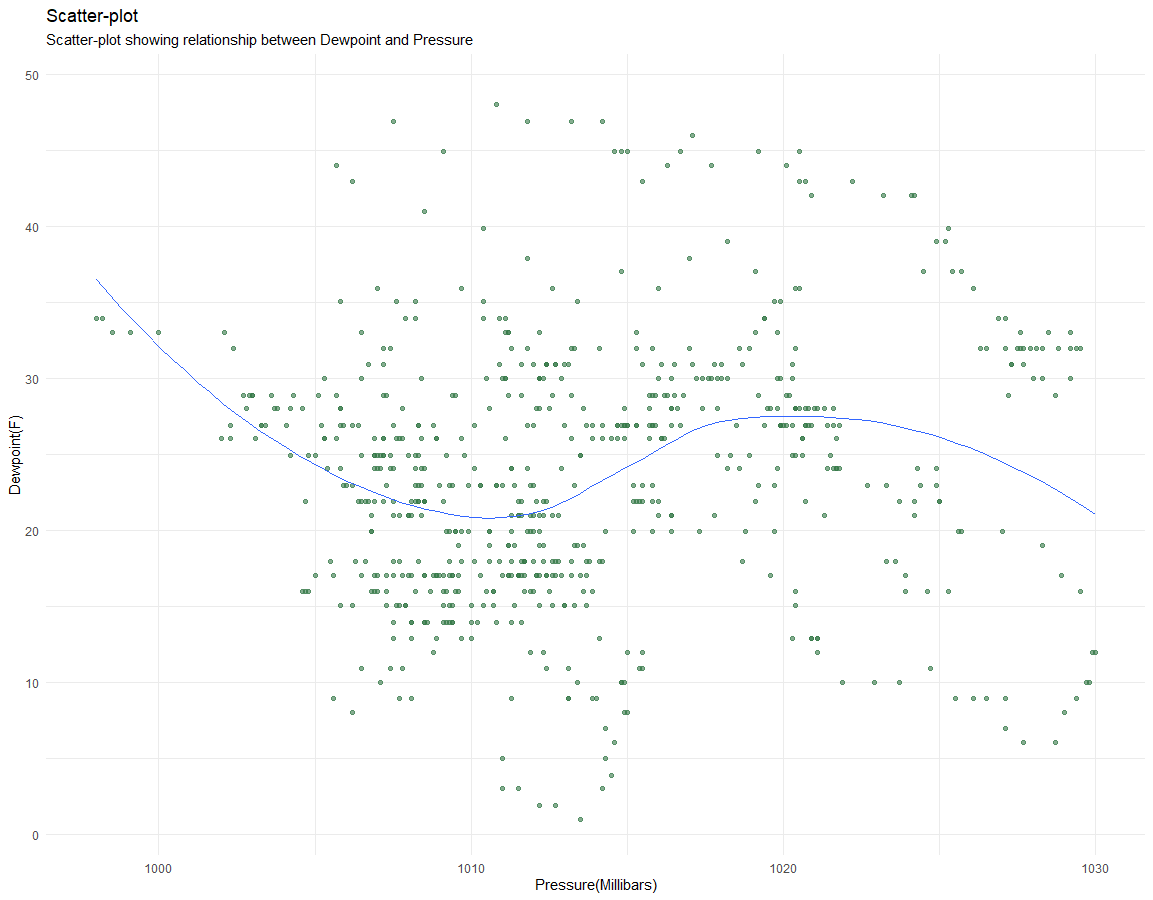 Scatter-plot
Scatter-plot showing relationship between Dewpoint and Pressure
50
40
30
20
10
0
Dewpoint(F)
1000 1010 1020 1030
Pressure(Millibars)